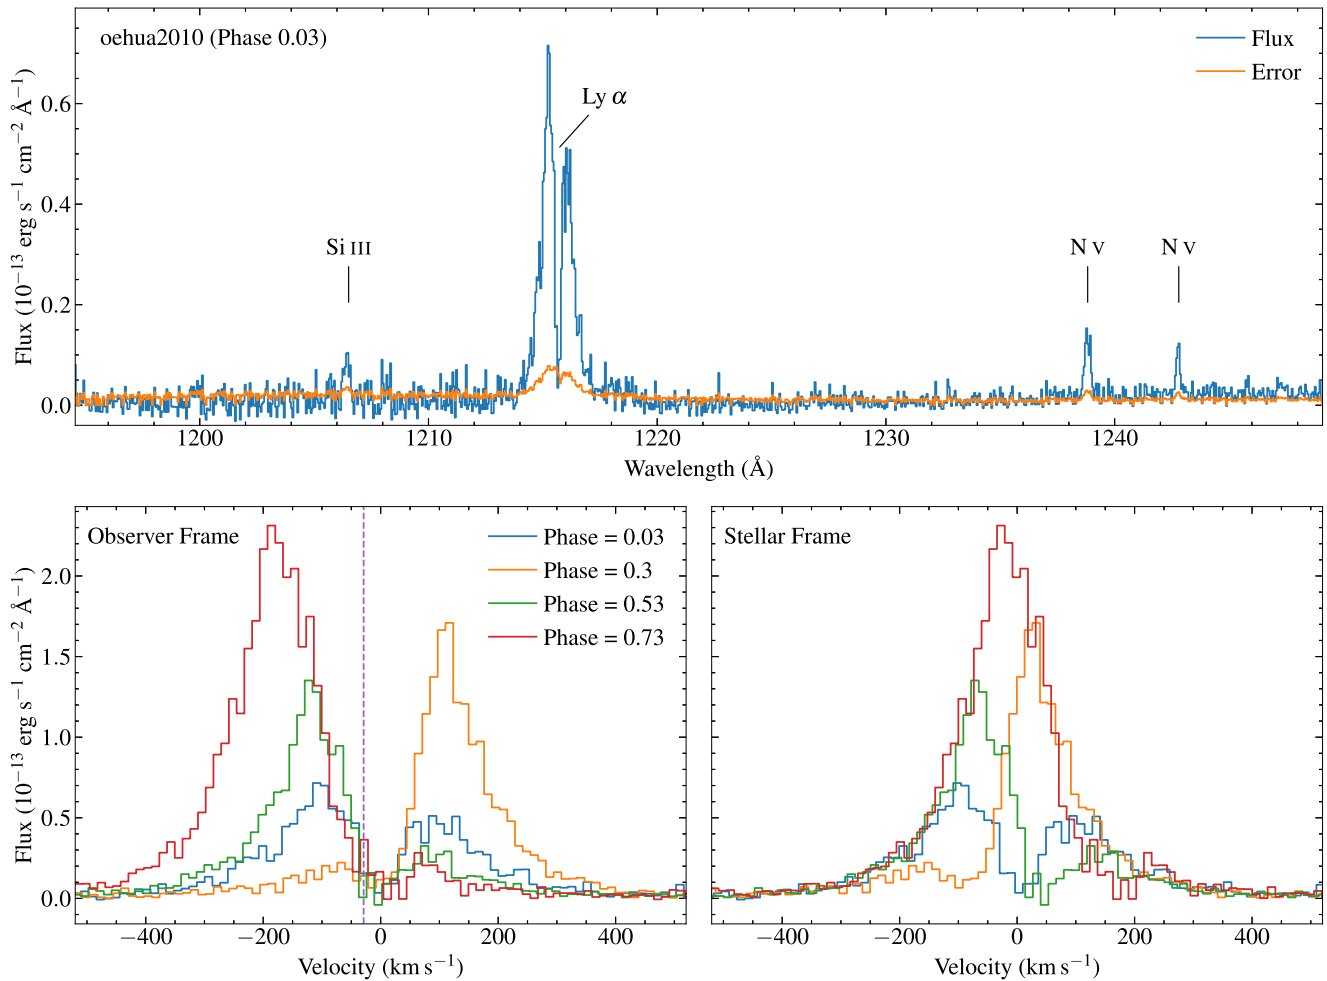 oehua2010 (Phase 0.03)
Flux
Error
Ly α
Si III
N V
N V
Flux (10⁻¹³ erg s⁻¹ cm⁻² Å⁻¹)
0.6
0.4
0.2
0.0
1200
1210
1220
1230
1240
Wavelength (Å)
Observer Frame
Phase = 0.03
Phase = 0.3
Phase = 0.53
Phase = 0.73
Flux (10⁻¹³ erg s⁻¹ cm⁻² Å⁻¹)
2.0
1.5
1.0
0.5
0.0
−400
−200
0
200
400
Velocity (km s⁻¹)
Stellar Frame
−400
−200
0
200
400
Velocity (km s⁻¹)